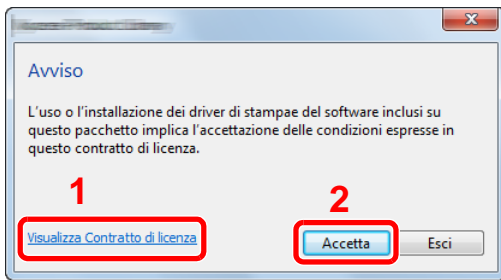 Avviso
L'uso o l'installazione dei driver di stampae del software inclusi su
questo pacchetto implica l'accettazione delle condizioni espresse in
questo contratto di licenza.
1
2
Visualizza Contratto di licenza
Accetta
Esci